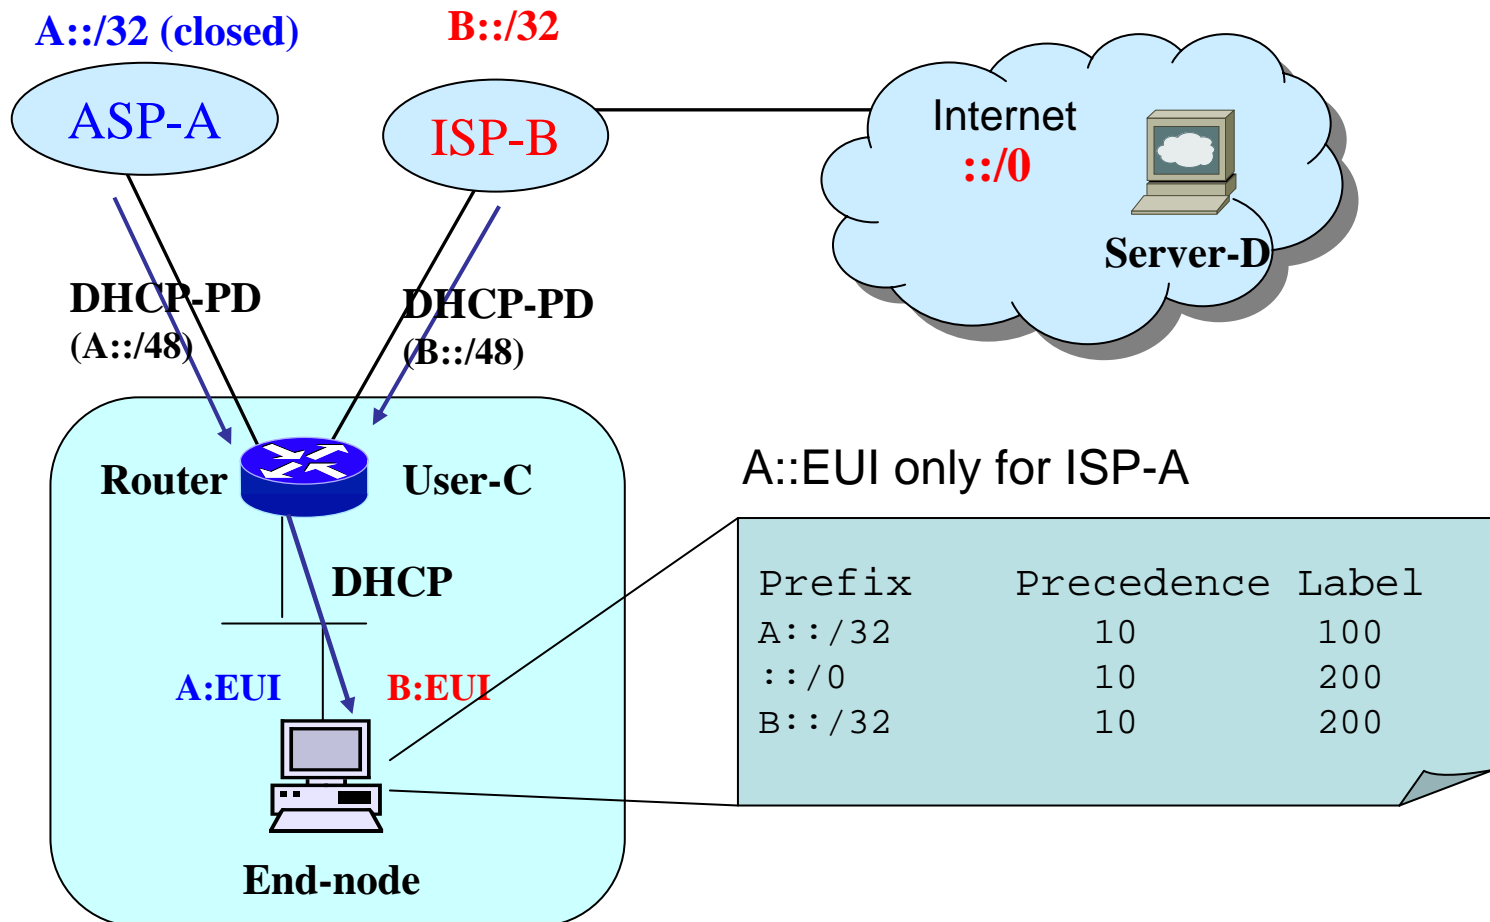 A::/32 (closed)
B::/32
ASP-A
ISP-B
Internet
::/0
Server-D
DHCP-PD
(A::/48)
DHCP-PD
(B::/48)
Router
User-C
DHCP
A:EUI
B:EUI
End-node
A::EUI only for ISP-A
Prefix Precedence Label
A::/32 10 100
::/0 10 200
B::/32 10 200